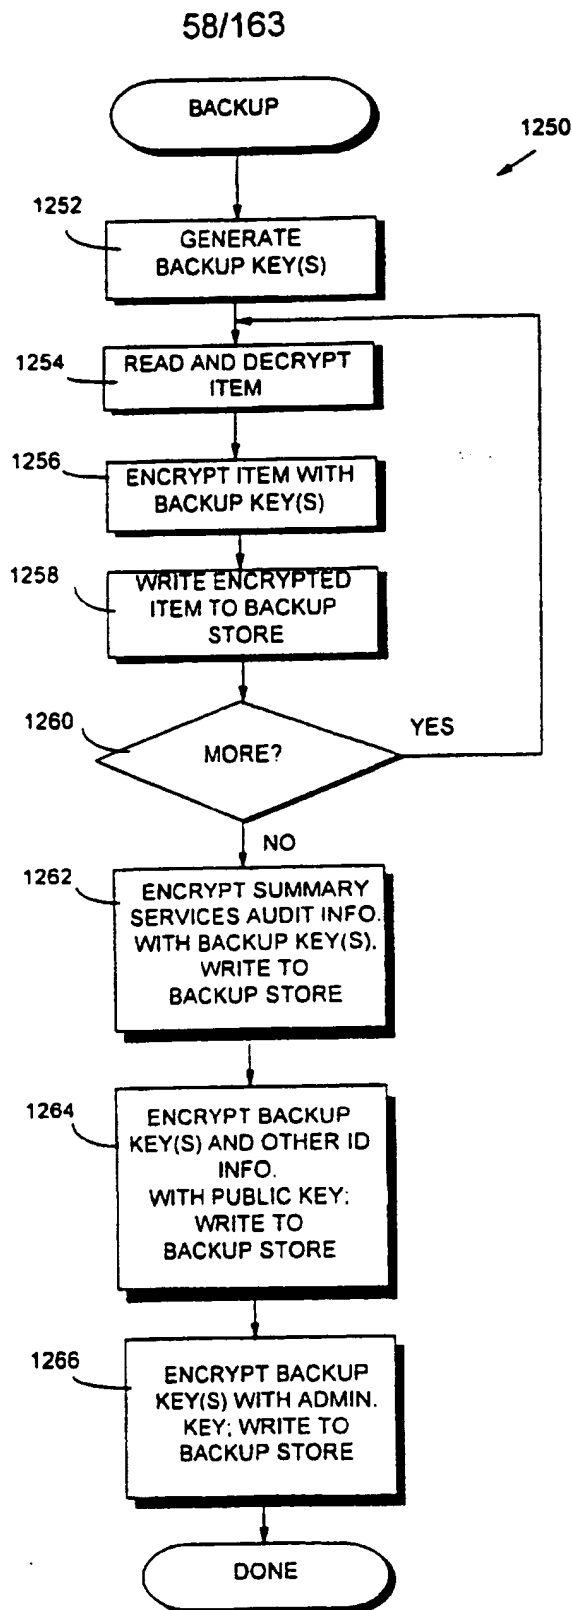 58/163
BACKUP
1250
1252
GENERATE
BACKUP KEY(S)
1254
READ AND DECRYPT
ITEM
1256
ENCRYPT ITEM WITH
BACKUP KEY(S)
1258
WRITE ENCRYPTED
ITEM TO BACKUP
STORE
1260
MORE?
YES
NO
1262
ENCRYPT SUMMARY
SERVICES AUDIT INFO.
WITH BACKUP KEY(S).
WRITE TO
BACKUP STORE
1264
ENCRYPT BACKUP
KEY(S) AND OTHER ID
INFO.
WITH PUBLIC KEY;
WRITE TO
BACKUP STORE
1266
ENCRYPT BACKUP
KEY(S) WITH ADMIN.
KEY; WRITE TO
BACKUP STORE
DONE